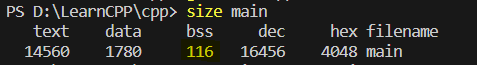 PS D:\LearnCPP\cpp> size main
text data bss dec hex filename
14560 1780 116 16456 4048 main